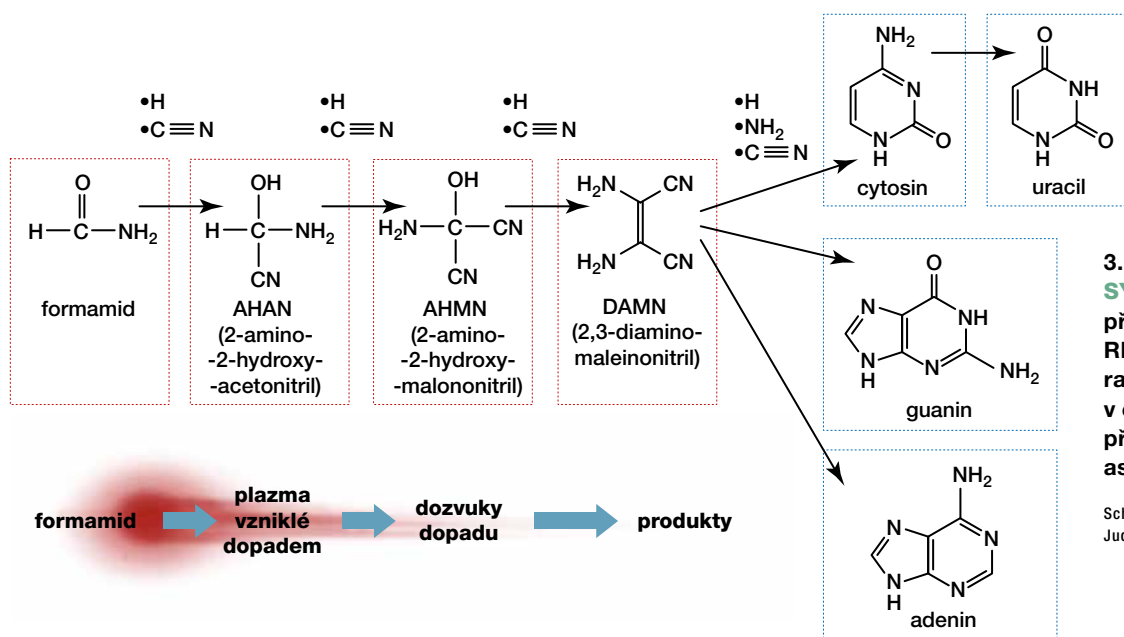 •H
•C≡N
•H
•C≡N
•H
•C≡N
•H
•NH₂
•C≡N
O
H—C—NH₂
formamid
OH
H—C—NH₂
CN
AHAN
(2-amino-
-2-hydroxy-
-acetonitril)
OH
H₂N—C—CN
CN
AHMN
(2-amino-
-2-hydroxy-
-malononitril)
H₂N CN
H₂N CN
DAMN
(2,3-diamino-
maleinonitril)
NH₂
N
N
H
O
cytosin
O
NH
N
H
O
uracil
O
N
NH
N
H
N
NH₂
guanin
NH₂
N
N
N
H
N
adenin
formamid
plazma
vzniklé
dopadem
dozvuky
dopadu
produkty
3.